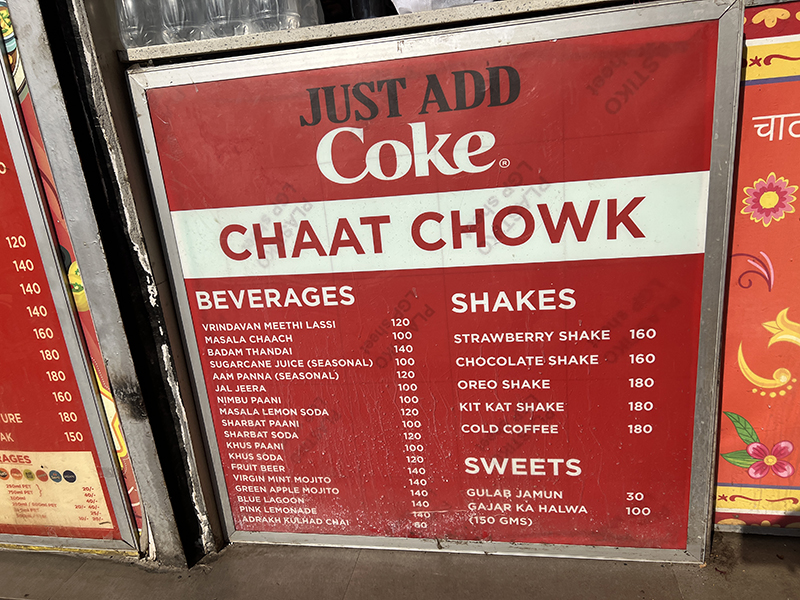 JUST ADD
Coke®
CHAAT CHOWK
BEVERAGES
VRINDAVAN MEETHI LASSI 120
MASALA CHAACH 100
BADAM THANDAI 140
SUGARCANE JUICE (SEASONAL) 100
AAM PANNA (SEASONAL) 120
JAL JEERA 100
NIMBU PAANI 100
MASALA LEMON SODA 120
SHARBAT PAANI 100
SHARBAT SODA 120
KHUS PAANI 100
KHUS SODA 120
FRUIT BEER 140
VIRGIN MINT MOJITO 140
GREEN APPLE MOJITO 140
BLUE LAGOON 140
PINK LEMONADE 140
ADRAKH KULHAD CHAI 60
SHAKES
STRAWBERRY SHAKE 160
CHOCOLATE SHAKE 160
OREO SHAKE 180
KIT KAT SHAKE 180
COLD COFFEE 180
SWEETS
GULAB JAMUN 30
GAJAR KA HALWA 100
(150 GMS)
120
140
140
140
160
160
180
180
150
चाट